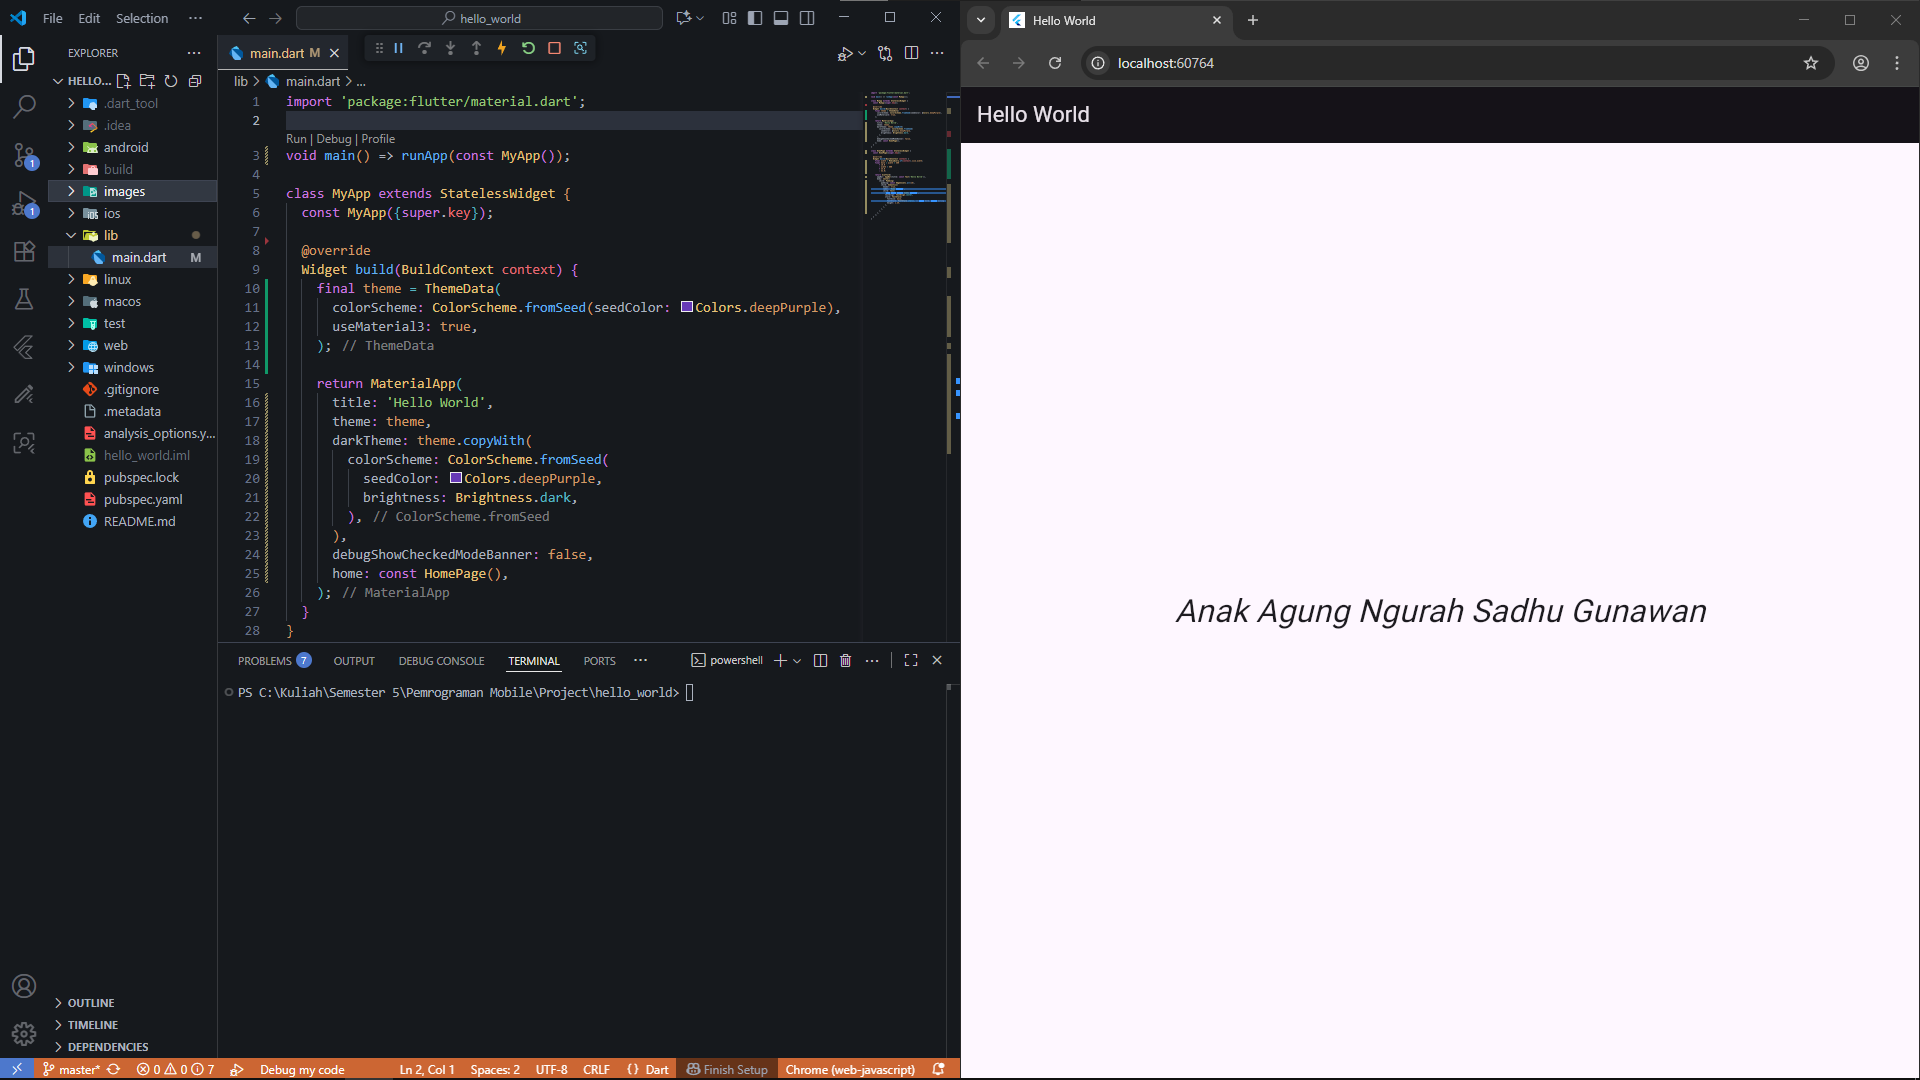 File Edit Selection ···
hello_world
EXPLORER ···
HELLO...
.dart_tool
.idea
android
build
images
ios
lib
main.dart M
linux
macos
test
web
windows
.gitignore
.metadata
analysis_options.y...
hello_world.iml
pubspec.lock
pubspec.yaml
README.md
OUTLINE
TIMELINE
DEPENDENCIES
1
1
main.dart M
lib > main.dart > ...
1 import 'package:flutter/material.dart';
2
Run | Debug | Profile
3 void main() => runApp(const MyApp());
4
5 class MyApp extends StatelessWidget {
6 const MyApp({super.key});
7
8 @override
9 Widget build(BuildContext context) {
10 final theme = ThemeData(
11 colorScheme: ColorScheme.fromSeed(seedColor: Colors.deepPurple),
12 useMaterial3: true,
13 ); // ThemeData
14
15 return MaterialApp(
16 title: 'Hello World',
17 theme: theme,
18 darkTheme: theme.copyWith(
19 colorScheme: ColorScheme.fromSeed(
20 seedColor: Colors.deepPurple,
21 brightness: Brightness.dark,
22 ), // ColorScheme.fromSeed
23 ),
24 debugShowCheckedModeBanner: false,
25 home: const HomePage(),
26 ); // MaterialApp
27 }
28 }
PROBLEMS 7 OUTPUT DEBUG CONSOLE TERMINAL PORTS ··· powershell
PS C:\Kuliah\Semester 5\Pemrograman Mobile\Project\hello_world>
master* 0 0 7 Debug my code Ln 2, Col 1 Spaces: 2 UTF-8 CRLF {} Dart Finish Setup Chrome (web-javascript)
Hello World
localhost:60764
Hello World
Anak Agung Ngurah Sadhu Gunawan